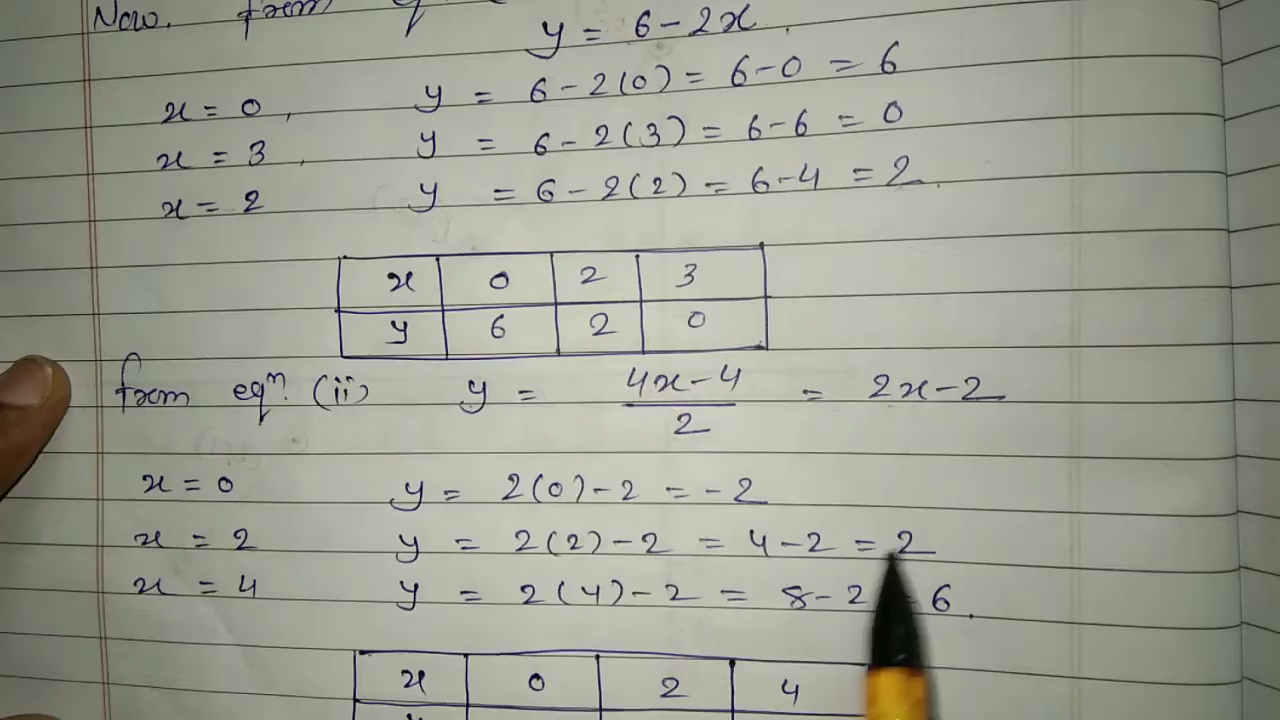 Now, from eq
y = 6 - 2x.
x = 0, y = 6 - 2(0) = 6 - 0 = 6
x = 3, y = 6 - 2(3) = 6 - 6 = 0
x = 2 y = 6 - 2(2) = 6 - 4 = 2.
x 0 2 3
y 6 2 0
from eqⁿ. (ii) y = (4x - 4)/2 = 2x - 2
x = 0 y = 2(0) - 2 = -2
x = 2 y = 2(2) - 2 = 4 - 2 = 2
x = 4 y = 2(4) - 2 = 8 - 2 = 6.
x 0 2 4